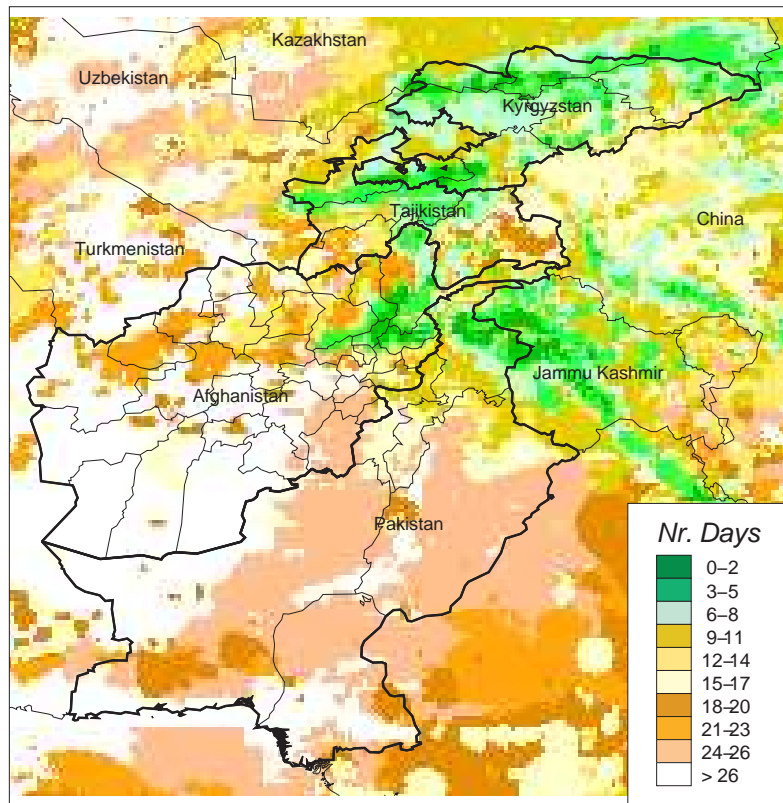 Kazakhstan
Uzbekistan
Kyrgyzstan
Tajikistan
China
Turkmenistan
Jammu Kashmir
Afghanistan
Pakistan
Nr. Days
0–2
3–5
6–8
9–11
12–14
15–17
18–20
21–23
24–26
> 26